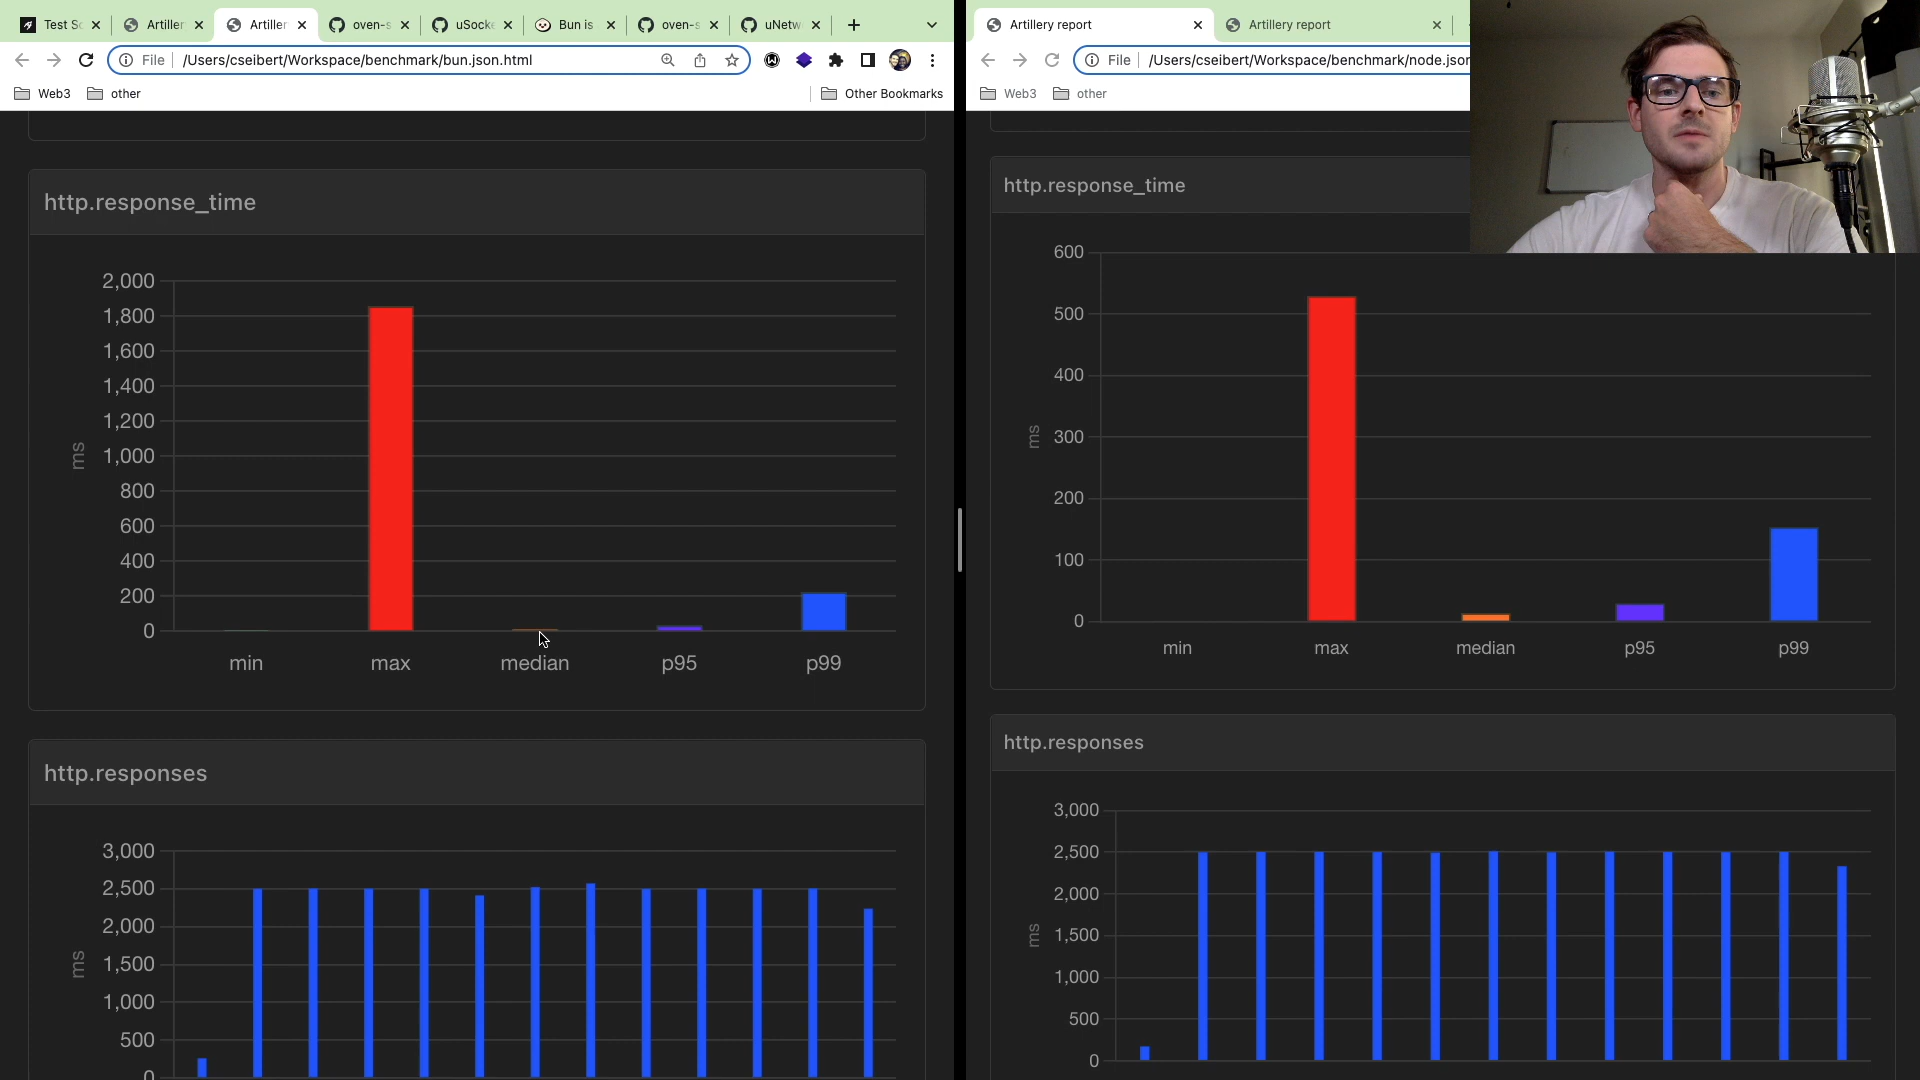 Test Sc
Artiller
Artiller
oven-s
uSocke
Bun is
oven-s
uNetw
File
/Users/cseibert/Workspace/benchmark/bun.json.html
Web3
other
Other Bookmarks
http.response_time
2,000
1,800
1,600
1,400
1,200
1,000
800
600
400
200
0
ms
min
max
median
p95
p99
http.responses
3,000
2,500
2,000
1,500
1,000
500
0
ms
Artillery report
Artillery report
File
/Users/cseibert/Workspace/benchmark/node.json
Web3
other
http.response_time
600
500
400
300
200
100
0
ms
min
max
median
p95
p99
http.responses
3,000
2,500
2,000
1,500
1,000
500
0
ms